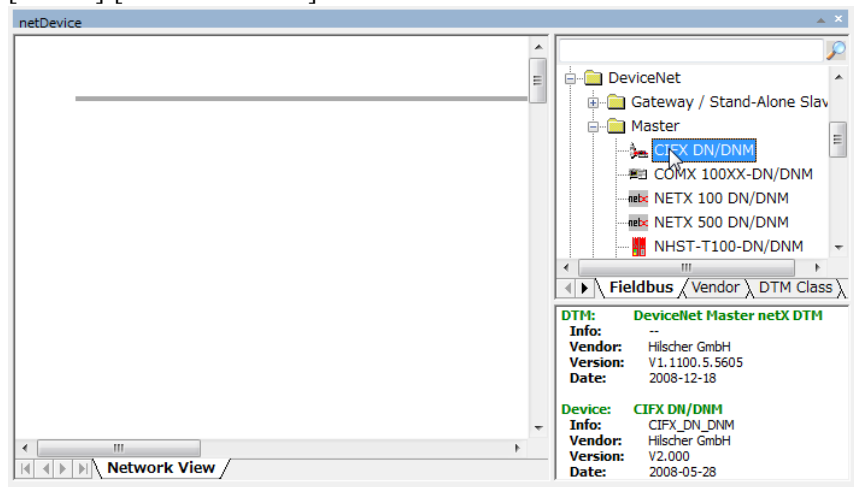 netDevice
DeviceNet
Gateway / Stand-Alone Slav
Master
CIFX DN/DNM
COMX 100XX-DN/DNM
netx NETX 100 DN/DNM
netx NETX 500 DN/DNM
NHST-T100-DN/DNM
Fieldbus Vendor DTM Class
DTM: DeviceNet Master netX DTM
Info: --
Vendor: Hilscher GmbH
Version: V1.1100.5.5605
Date: 2008-12-18
Device: CIFX DN/DNM
Info: CIFX_DN_DNM
Vendor: Hilscher GmbH
Version: V2.000
Date: 2008-05-28
Network View